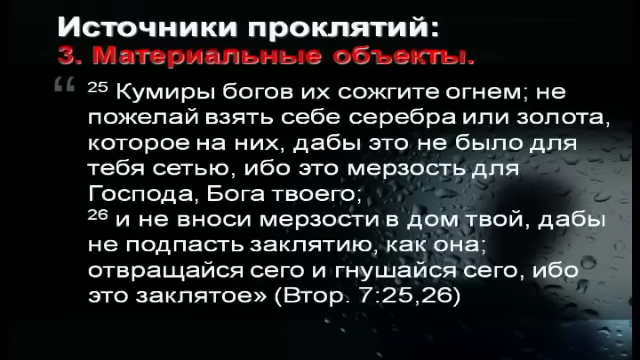 Источники проклятий:
3. Материальные объекты.
“ 25 Кумиры богов их сожгите огнем; не
пожелай взять себе серебра или золота,
которое на них, дабы это не было для
тебя сетью, ибо это мерзость для
Господа, Бога твоего;
26 и не вноси мерзости в дом твой, дабы
не подпасть заклятию, как она;
отвращайся сего и гнушайся сего, ибо
это заклятое» (Втор. 7:25,26)